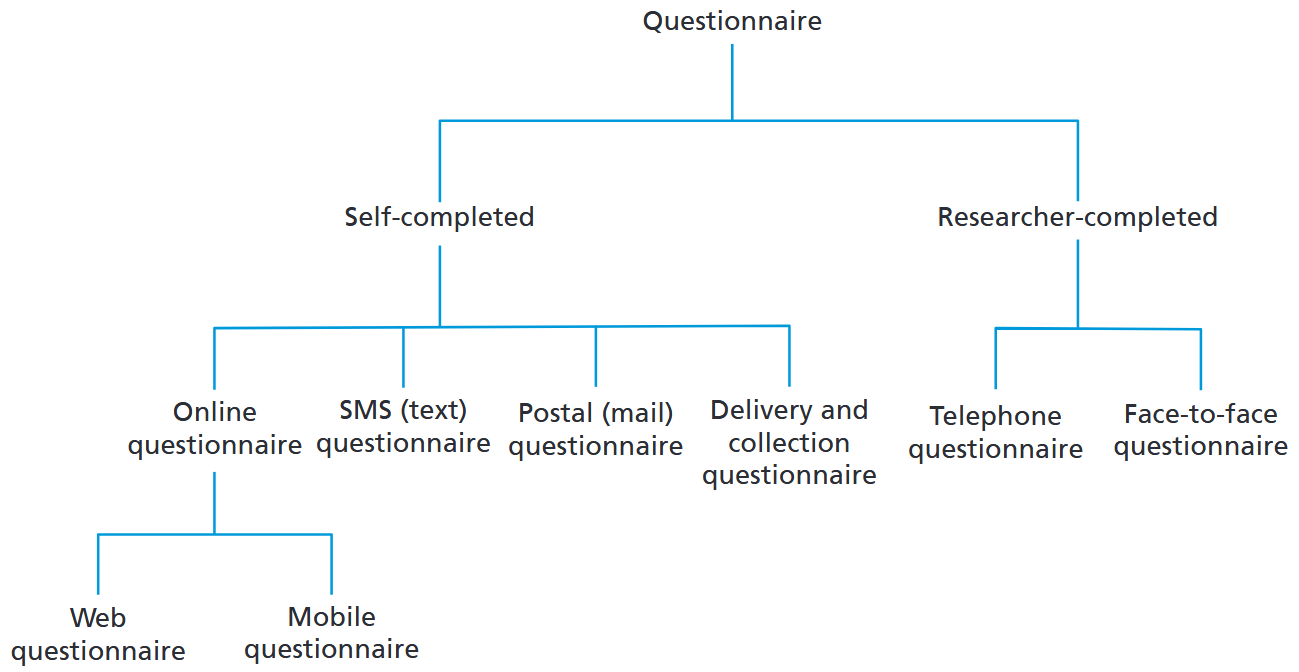 Questionnaire
Self-completed
Researcher-completed
Online
questionnaire
SMS (text)
questionnaire
Postal (mail)
questionnaire
Delivery and
collection
questionnaire
Telephone
questionnaire
Face-to-face
questionnaire
Web
questionnaire
Mobile
questionnaire